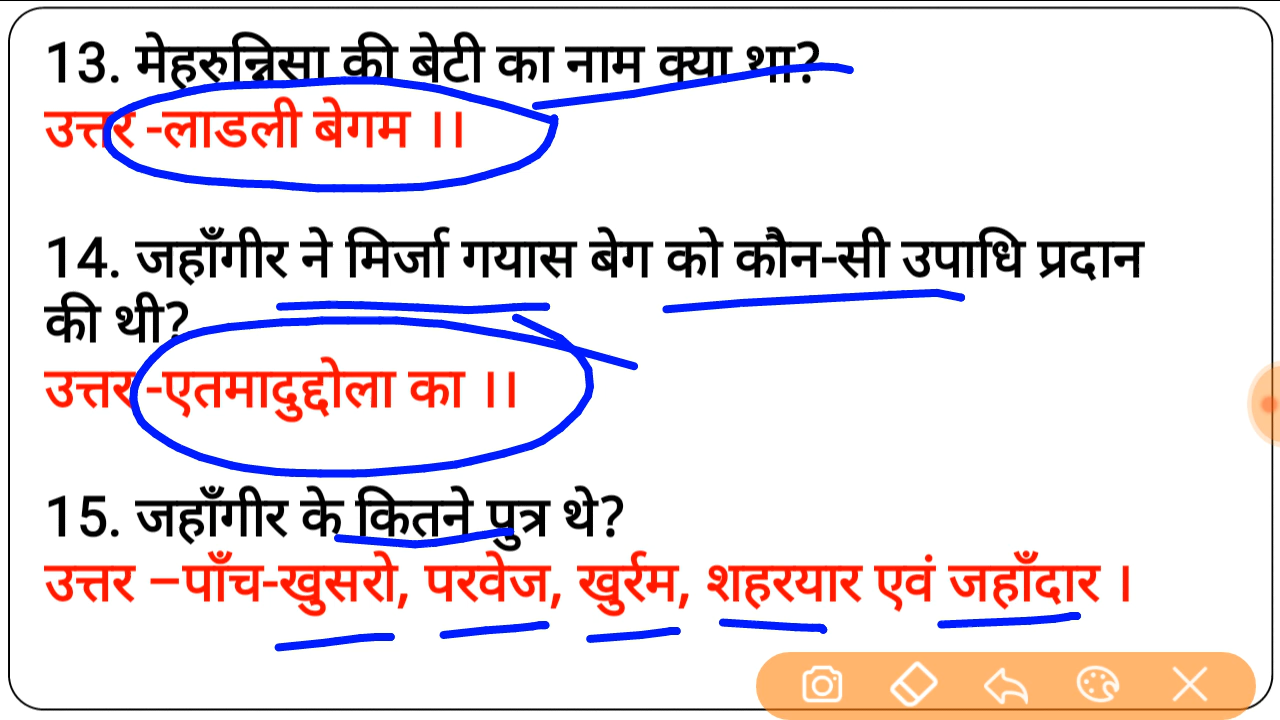 13. मेहरुन्निसा की बेटी का नाम क्या था?
उत्तर -लाडली बेगम ।।
14. जहाँगीर ने मिर्जा गयास बेग को कौन-सी उपाधि प्रदान
की थी?
उत्तर -एतमादुद्दोला का ।।
15. जहाँगीर के कितने पुत्र थे?
उत्तर –पाँच-खुसरो, परवेज, खुर्रम, शहरयार एवं जहाँदार ।